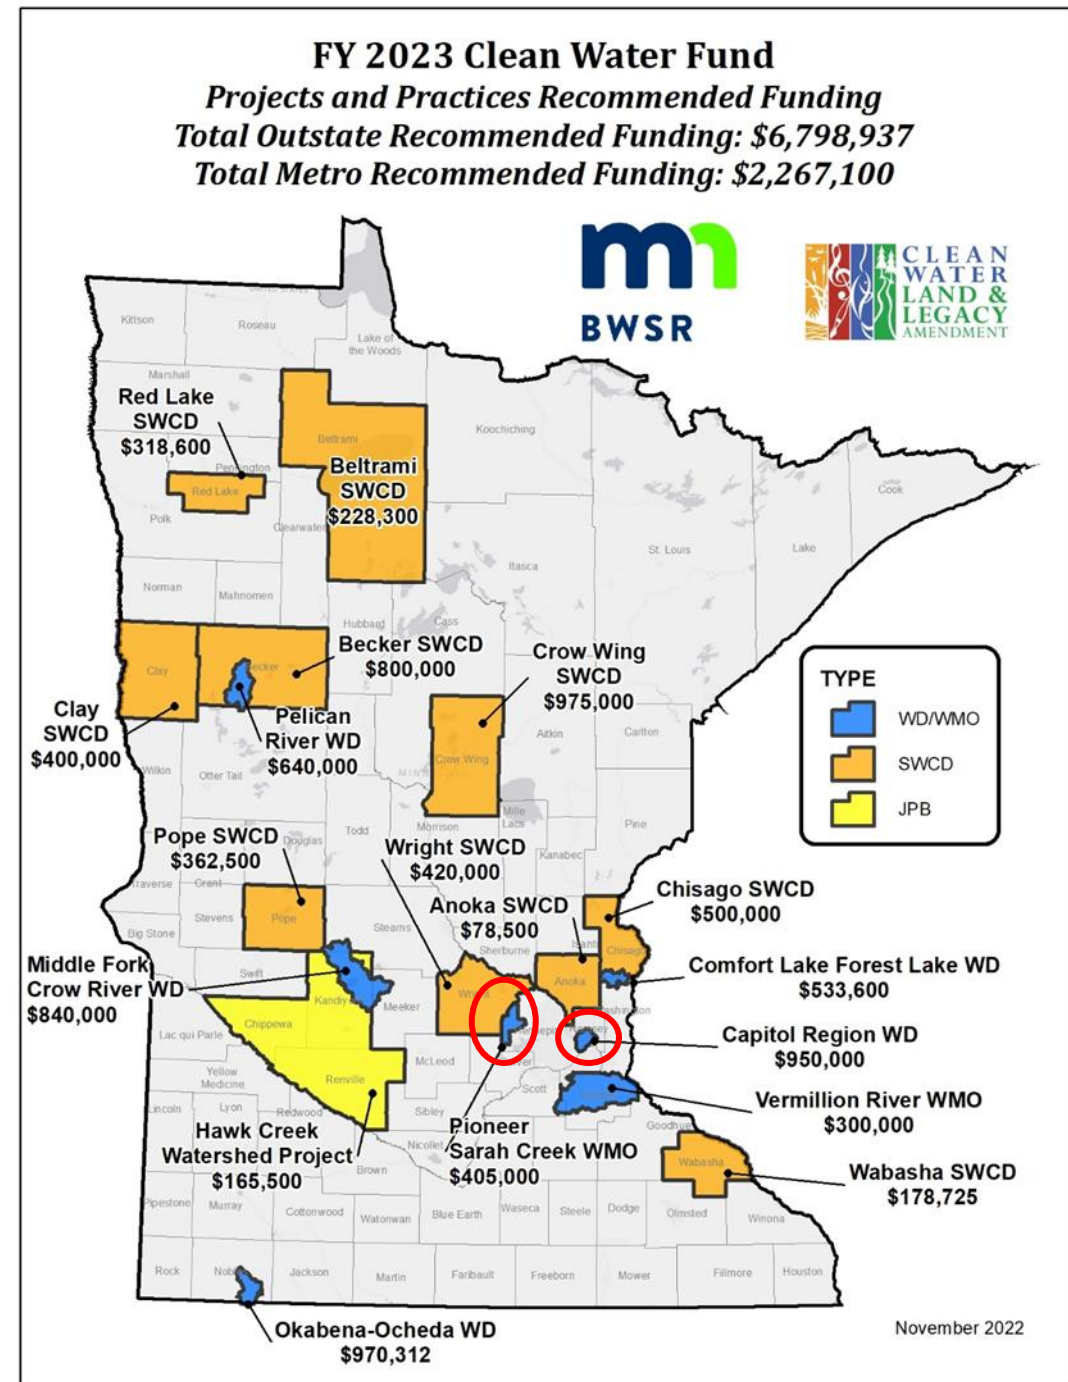 FY 2023 Clean Water Fund
Projects and Practices Recommended Funding
Total Outstate Recommended Funding: $6,798,937
Total Metro Recommended Funding: $2,267,100
mn
BWSR
CLEAN
WATER
LAND &
LEGACY
AMENDMENT
Kittson
Roseau
Lake of
the Woods
Marshall
Red Lake
SWCD
$318,600
Pennington
Red Lake
Polk
Beltrami
Beltrami
SWCD
$228,300
Clearwater
Koochiching
Cook
Lake
St. Louis
Itasca
Norman
Mahnomen
Hubbard
Cass
Clay
Becker
Becker SWCD
$800,000
Crow Wing
SWCD
$975,000
TYPE
WD/WMO
SWCD
JPB
Clay
SWCD
$400,000
Pelican
River WD
$640,000
Wilkin
Otter Tail
Crow Wing
Aitkin
Carlton
Mille
Lacs
Pine
Pope SWCD
$362,500
Douglas
Todd
Morrison
Kanabec
Wright SWCD
$420,000
Grant
Stevens
Pope
Big Stone
Stearns
Anoka SWCD
$78,500
Sherburne
Isanti
Chisago
Chisago SWCD
$500,000
Middle Fork
Crow River WD
$840,000
Swift
Meeker
Anoka
Comfort Lake Forest Lake WD
$533,600
Chippewa
Lac qui Parle
Capitol Region WD
$950,000
Yellow
Medicine
Renville
McLeod
Scott
Vermillion River WMO
$300,000
Lincoln
Lyon
Redwood
Sibley
Nicollet
Goodhue
Hawk Creek
Watershed Project
$165,500
Brown
Pioneer
Sarah Creek WMO
$405,000
Wabasha
Wabasha SWCD
$178,725
Pipestone
Murray
Cottonwood
Watonwan
Blue Earth
Waseca
Steele
Dodge
Olmsted
Winona
Rock
Jackson
Martin
Faribault
Freeborn
Mower
Fillmore
Houston
Okabena-Ocheda WD
$970,312
November 2022